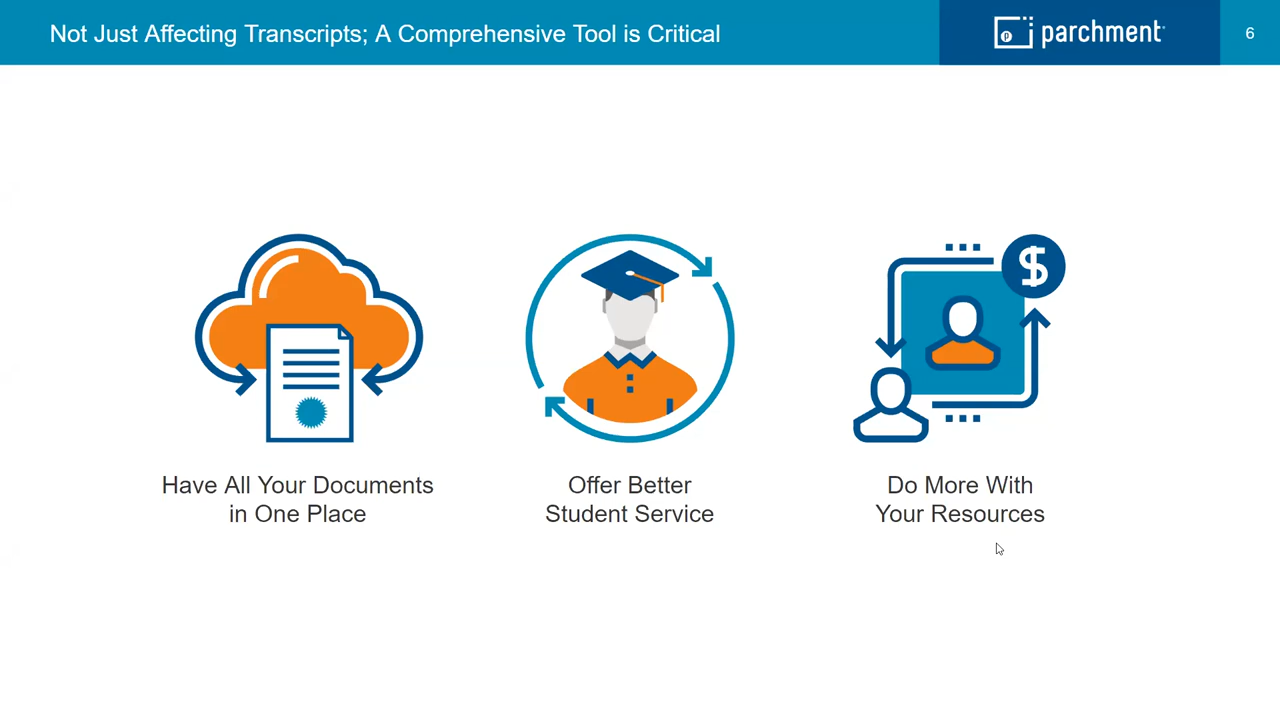 Not Just Affecting Transcripts; A Comprehensive Tool is Critical
parchment
6
$
Have All Your Documents
in One Place
Offer Better
Student Service
Do More With
Your Resources